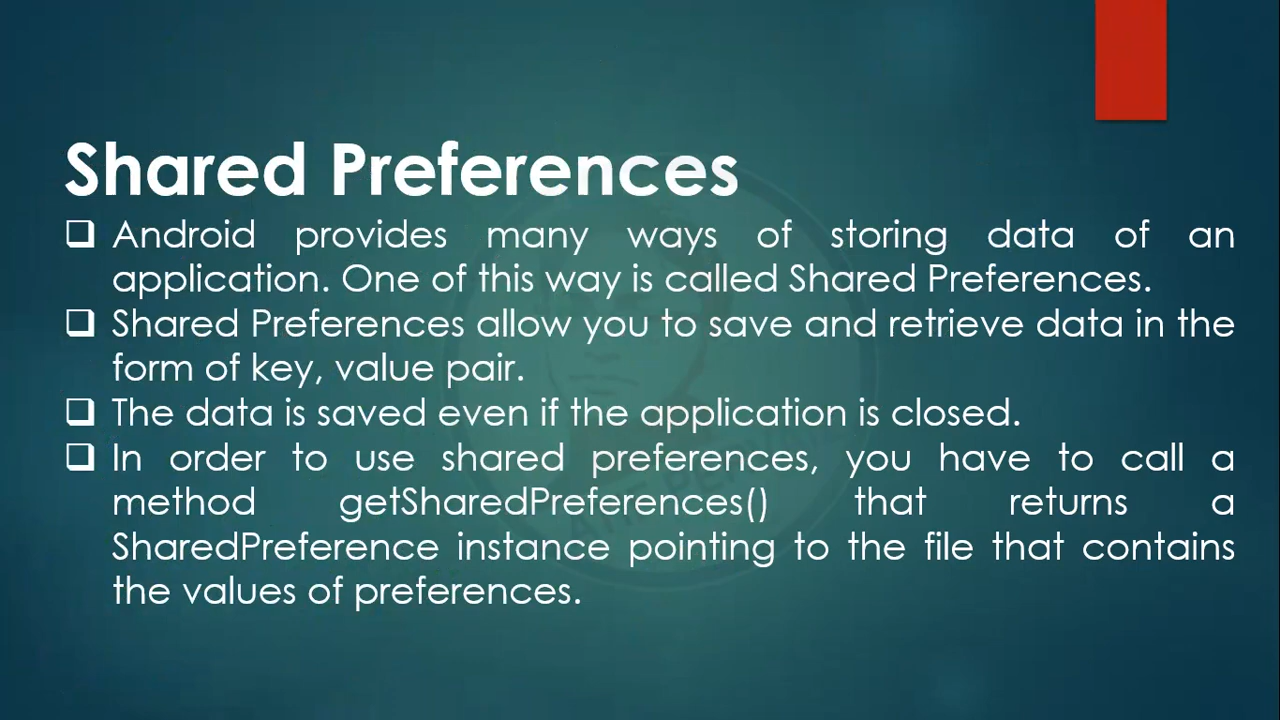 Shared Preferences
❑ Android provides many ways of storing data of an
application. One of this way is called Shared Preferences.
❑ Shared Preferences allow you to save and retrieve data in the
form of key, value pair.
❑ The data is saved even if the application is closed.
❑ In order to use shared preferences, you have to call a
method getSharedPreferences() that returns a
SharedPreference instance pointing to the file that contains
the values of preferences.